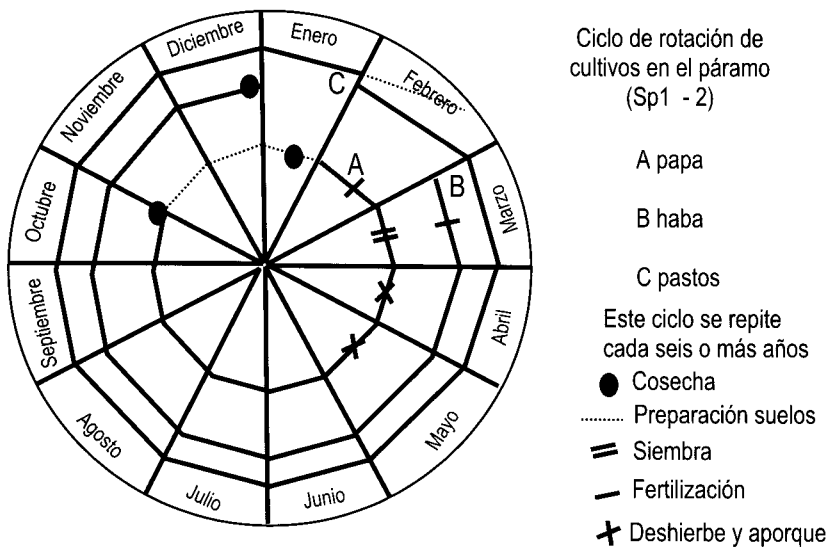 Enero
Febrero
Marzo
Abril
Mayo
Junio
Julio
Agosto
Septiembre
Octubre
Noviembre
Diciembre
A
B
C
Ciclo de rotación de
cultivos en el páramo
(Sp1 - 2)
A papa
B haba
C pastos
Este ciclo se repite
cada seis o más años
Cosecha
Preparación suelos
Siembra
Fertilización
Deshierbe y aporque